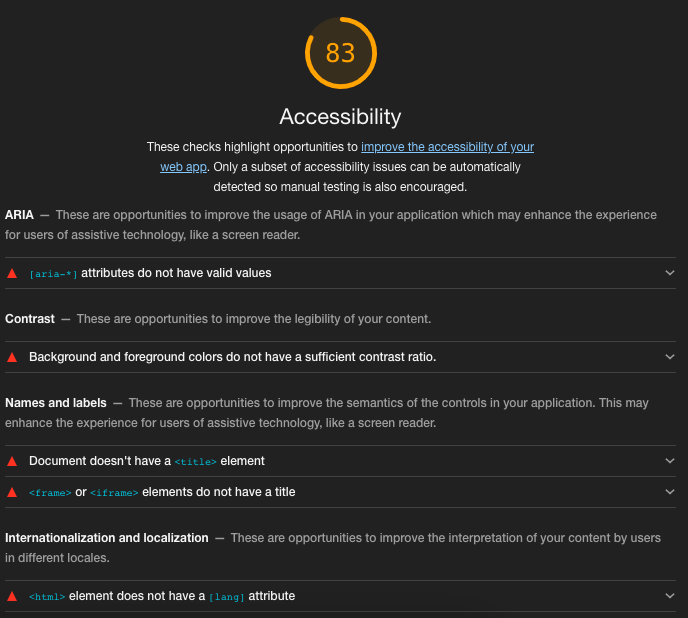 83
Accessibility
These checks highlight opportunities to improve the accessibility of your
web app. Only a subset of accessibility issues can be automatically
detected so manual testing is also encouraged.
ARIA — These are opportunities to improve the usage of ARIA in your application which may enhance the experience
for users of assistive technology, like a screen reader.
[aria-*] attributes do not have valid values
Contrast — These are opportunities to improve the legibility of your content.
Background and foreground colors do not have a sufficient contrast ratio.
Names and labels — These are opportunities to improve the semantics of the controls in your application. This may
enhance the experience for users of assistive technology, like a screen reader.
Document doesn't have a <title> element
<frame> or <iframe> elements do not have a title
Internationalization and localization — These are opportunities to improve the interpretation of your content by users
in different locales.
<html> element does not have a [lang] attribute